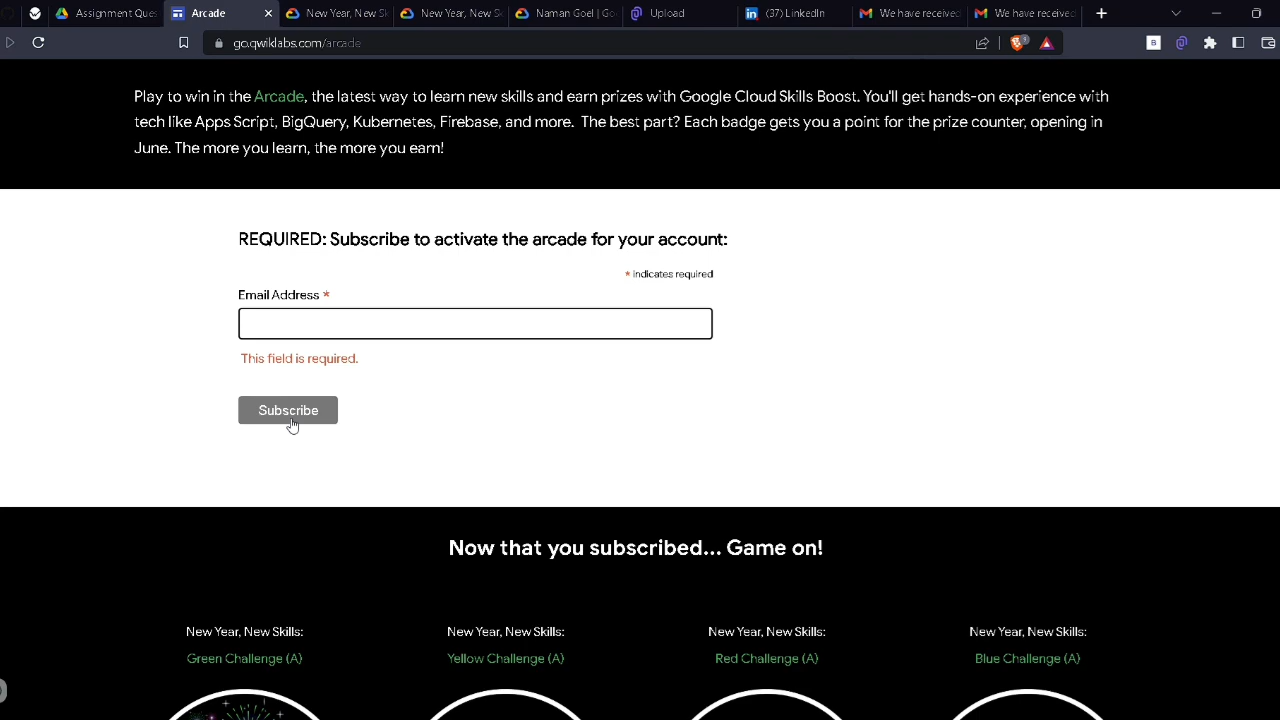 Assignment Ques
Arcade
New Year, New Sk
New Year, New Sk
Naman Goel | Go
Upload
(37) LinkedIn
We have received
We have received
go.qwiklabs.com/arcade
Play to win in the Arcade, the latest way to learn new skills and earn prizes with Google Cloud Skills Boost. You'll get hands-on experience with
tech like Apps Script, BigQuery, Kubernetes, Firebase, and more. The best part? Each badge gets you a point for the prize counter, opening in
June. The more you learn, the more you earn!
REQUIRED: Subscribe to activate the arcade for your account:
* indicates required
Email Address *
This field is required.
Subscribe
Now that you subscribed... Game on!
New Year, New Skills:
Green Challenge (A)
New Year, New Skills:
Yellow Challenge (A)
New Year, New Skills:
Red Challenge (A)
New Year, New Skills:
Blue Challenge (A)